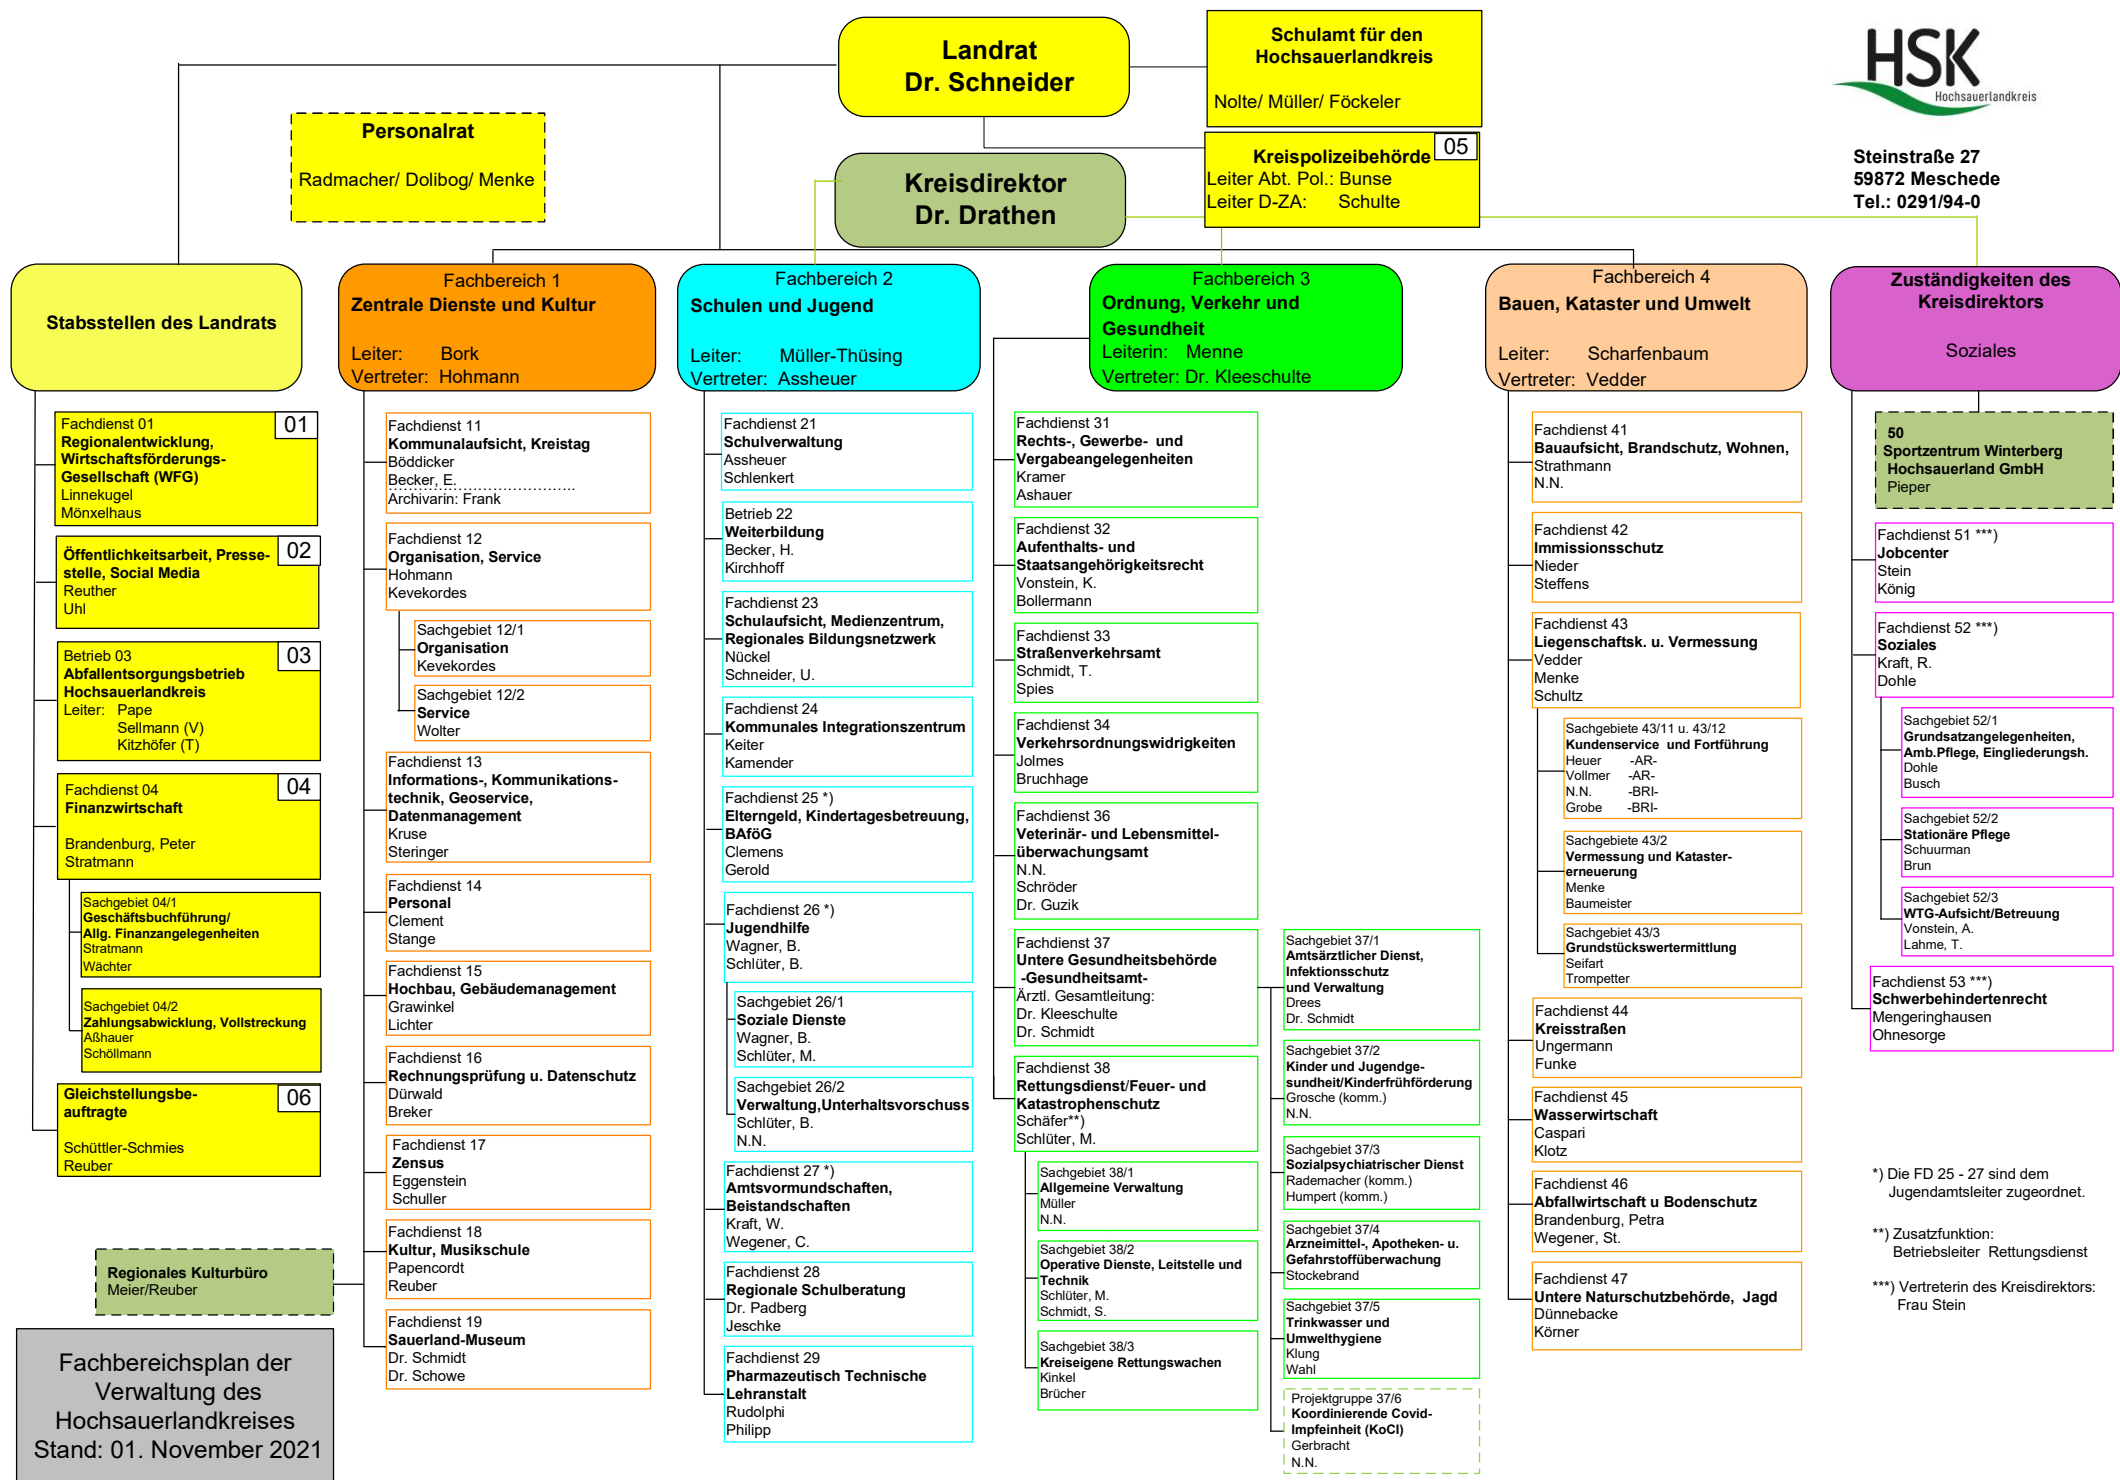 Landrat
Dr. Schneider
Schulamt für den
Hochsauerlandkreis
Nolte/ Müller/ Föckeler
HSK
Hochsauerlandkreis
Personalrat
Radmacher/ Dolibog/ Menke
Kreisdirektor
Dr. Drathen
05
Kreispolizeibehörde
Leiter Abt. Pol.: Bunse
Leiter D-ZA: Schulte
Steinstraße 27
59872 Meschede
Tel.: 0291/94-0
Stabsstellen des Landrats
Fachdienst 01
01
Regionalentwicklung,
Wirtschaftsförderungs-
Gesellschaft (WFG)
Linnekugel
Mönxelhaus
02
Öffentlichkeitsarbeit, Presse-
stelle, Social Media
Reuther
Uhl
Betrieb 03
03
Abfallentsorgungsbetrieb
Hochsauerlandkreis
Leiter: Pape
Sellmann (V)
Kitzhöfer (T)
Fachdienst 04
04
Finanzwirtschaft
Brandenburg, Peter
Stratmann
Sachgebiet 04/1
Geschäftsbuchführung/
Allg. Finanzangelegenheiten
Stratmann
Wächter
Sachgebiet 04/2
Zahlungsabwicklung, Vollstreckung
Aßhauer
Schöllmann
Gleichstellungsbe-
auftragte
06
Schüttler-Schmies
Reuber
Fachbereich 1
Zentrale Dienste und Kultur
Leiter: Bork
Vertreter: Hohmann
Fachdienst 11
Kommunalaufsicht, Kreistag
Böddicker
Becker, E.
Archivarin: Frank
Fachdienst 12
Organisation, Service
Hohmann
Kevekordes
Sachgebiet 12/1
Organisation
Kevekordes
Sachgebiet 12/2
Service
Wolter
Fachdienst 13
Informations-, Kommunikations-
technik, Geoservice,
Datenmanagement
Kruse
Steringer
Fachdienst 14
Personal
Clement
Stange
Fachdienst 15
Hochbau, Gebäudemanagement
Grawinkel
Lichter
Fachdienst 16
Rechnungsprüfung u. Datenschutz
Dürwald
Breker
Fachdienst 17
Zensus
Eggenstein
Schuller
Fachdienst 18
Kultur, Musikschule
Papencordt
Reuber
Regionales Kulturbüro
Meier/Reuber
Fachdienst 19
Sauerland-Museum
Dr. Schmidt
Dr. Schowe
Fachbereich 2
Schulen und Jugend
Leiter: Müller-Thüsing
Vertreter: Assheuer
Fachdienst 21
Schulverwaltung
Assheuer
Schlenkert
Betrieb 22
Weiterbildung
Becker, H.
Kirchhoff
Fachdienst 23
Schulaufsicht, Medienzentrum,
Regionales Bildungsnetzwerk
Nückel
Schneider, U.
Fachdienst 24
Kommunales Integrationszentrum
Keiter
Kamender
Fachdienst 25 *)
Elterngeld, Kindertagesbetreuung,
BAföG
Clemens
Gerold
Fachdienst 26 *)
Jugendhilfe
Wagner, B.
Schlüter, B.
Sachgebiet 26/1
Soziale Dienste
Wagner, B.
Schlüter, M.
Sachgebiet 26/2
Verwaltung,Unterhaltsvorschuss
Schlüter, B.
N.N.
Fachdienst 27 *)
Amtsvormundschaften,
Beistandschaften
Kraft, W.
Wegener, C.
Fachdienst 28
Regionale Schulberatung
Dr. Padberg
Jeschke
Fachdienst 29
Pharmazeutisch Technische
Lehranstalt
Rudolphi
Philipp
Fachbereich 3
Ordnung, Verkehr und
Gesundheit
Leiterin: Menne
Vertreter: Dr. Kleeschulte
Fachdienst 31
Rechts-, Gewerbe- und
Vergabeangelegenheiten
Kramer
Ashauer
Fachdienst 32
Aufenthalts- und
Staatsangehörigkeitsrecht
Vonstein, K.
Bollermann
Fachdienst 33
Straßenverkehrsamt
Schmidt, T.
Spies
Fachdienst 34
Verkehrsordnungswidrigkeiten
Jolmes
Bruchhage
Fachdienst 36
Veterinär- und Lebensmittel-
überwachungsamt
N.N.
Schröder
Dr. Guzik
Fachdienst 37
Untere Gesundheitsbehörde
-Gesundheitsamt-
Ärztl. Gesamtleitung:
Dr. Kleeschulte
Dr. Schmidt
Fachdienst 38
Rettungsdienst/Feuer- und
Katastrophenschutz
Schäfer**)
Schlüter, M.
Sachgebiet 38/1
Allgemeine Verwaltung
Müller
N.N.
Sachgebiet 38/2
Operative Dienste, Leitstelle und
Technik
Schlüter, M.
Schmidt, S.
Sachgebiet 38/3
Kreiseigene Rettungswachen
Kinkel
Brücher
Sachgebiet 37/1
Amtsärztlicher Dienst,
Infektionsschutz
und Verwaltung
Drees
Dr. Schmidt
Sachgebiet 37/2
Kinder und Jugendge-
sundheit/Kinderfrühförderung
Grosche (komm.)
N.N.
Sachgebiet 37/3
Sozialpsychiatrischer Dienst
Rademacher (komm.)
Humpert (komm.)
Sachgebiet 37/4
Arzneimittel-, Apotheken- u.
Gefahrstoffüberwachung
Stockebrand
Sachgebiet 37/5
Trinkwasser und
Umwelthygiene
Klung
Wahl
Projektgruppe 37/6
Koordinierende Covid-
Impfeinheit (KoCI)
Gerbracht
N.N.
Fachbereich 4
Bauen, Kataster und Umwelt
Leiter: Scharfenbaum
Vertreter: Vedder
Fachdienst 41
Bauaufsicht, Brandschutz, Wohnen,
Strathmann
N.N.
Fachdienst 42
Immissionsschutz
Nieder
Steffens
Fachdienst 43
Liegenschaftsk. u. Vermessung
Vedder
Menke
Schultz
Sachgebiete 43/11 u. 43/12
Kundenservice und Fortführung
Heuer -AR-
Vollmer -AR-
N.N. -BRI-
Grobe -BRI-
Sachgebiete 43/2
Vermessung und Kataster-
erneuerung
Menke
Baumeister
Sachgebiet 43/3
Grundstückswertermittlung
Seifart
Trompetter
Fachdienst 44
Kreisstraßen
Ungermann
Funke
Fachdienst 45
Wasserwirtschaft
Caspari
Klotz
Fachdienst 46
Abfallwirtschaft u Bodenschutz
Brandenburg, Petra
Wegener, St.
Fachdienst 47
Untere Naturschutzbehörde, Jagd
Dünnebacke
Körner
Zuständigkeiten des
Kreisdirektors
Soziales
50
Sportzentrum Winterberg
Hochsauerland GmbH
Pieper
Fachdienst 51 ***)
Jobcenter
Stein
König
Fachdienst 52 ***)
Soziales
Kraft, R.
Dohle
Sachgebiet 52/1
Grundsatzangelegenheiten,
Amb.Pflege, Eingliederungsh.
Dohle
Busch
Sachgebiet 52/2
Stationäre Pflege
Schuurman
Brun
Sachgebiet 52/3
WTG-Aufsicht/Betreuung
Vonstein, A.
Lahme, T.
Fachdienst 53 ***)
Schwerbehindertenrecht
Mengeringhausen
Ohnesorge
*) Die FD 25 - 27 sind dem
Jugendamtsleiter zugeordnet.
**) Zusatzfunktion:
Betriebsleiter Rettungsdienst
***) Vertreterin des Kreisdirektors:
Frau Stein
Fachbereichsplan der
Verwaltung des
Hochsauerlandkreises
Stand: 01. November 2021